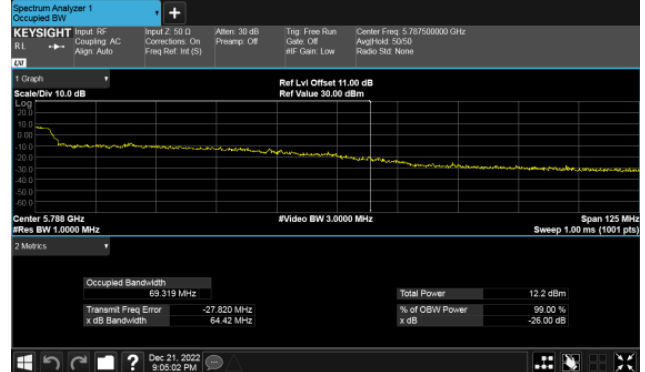 Spectrum Analyzer 1
Occupied BW
+
KEYSIGHT Input: RF Input Z: 50 Ω Atten: 30 dB Trig: Free Run Center Freq: 5.787500000 GHz
RL Coupling: AC Corrections: On Preamp: Off Gate: Off Avg|Hold: 50/50
Align: Auto Freq Ref: Int (S) #IF Gain: Low Radio Std: None
LXI
1 Graph Ref Lvl Offset 11.00 dB
Scale/Div 10.0 dB Ref Value 30.00 dBm
Log
20.0
10.0
0.00
-10.0
-20.0
-30.0
-40.0
-50.0
-60.0
Center 5.788 GHz #Video BW 3.0000 MHz Span 125 MHz
#Res BW 1.0000 MHz Sweep 1.00 ms (1001 pts)
2 Metrics
Occupied Bandwidth
69.319 MHz Total Power 12.2 dBm
Transmit Freq Error -27.820 MHz % of OBW Power 99.00 %
x dB Bandwidth 64.42 MHz x dB -26.00 dB
? Dec 21, 2022
9:05:02 PM